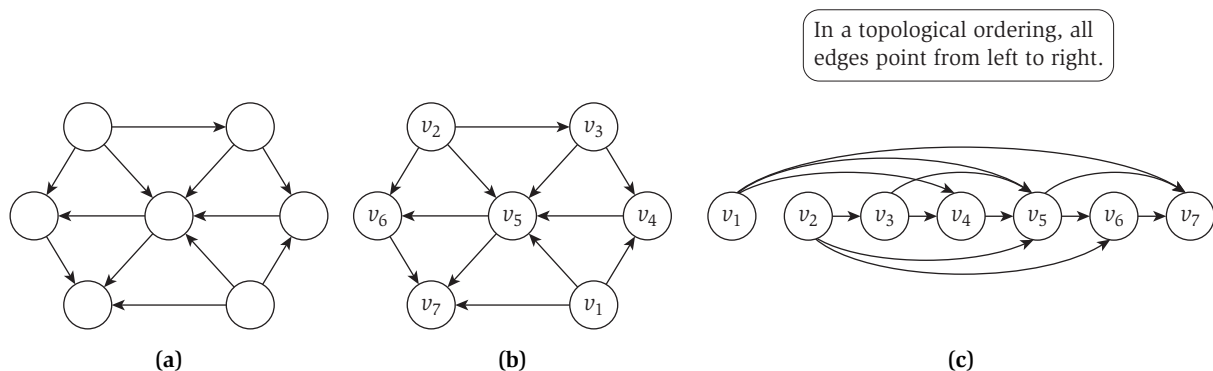 In a topological ordering, all
edges point from left to right.
v2 v3
v6 v5 v4
v7 v1
v1 v2 v3 v4 v5 v6 v7
(a) (b) (c)